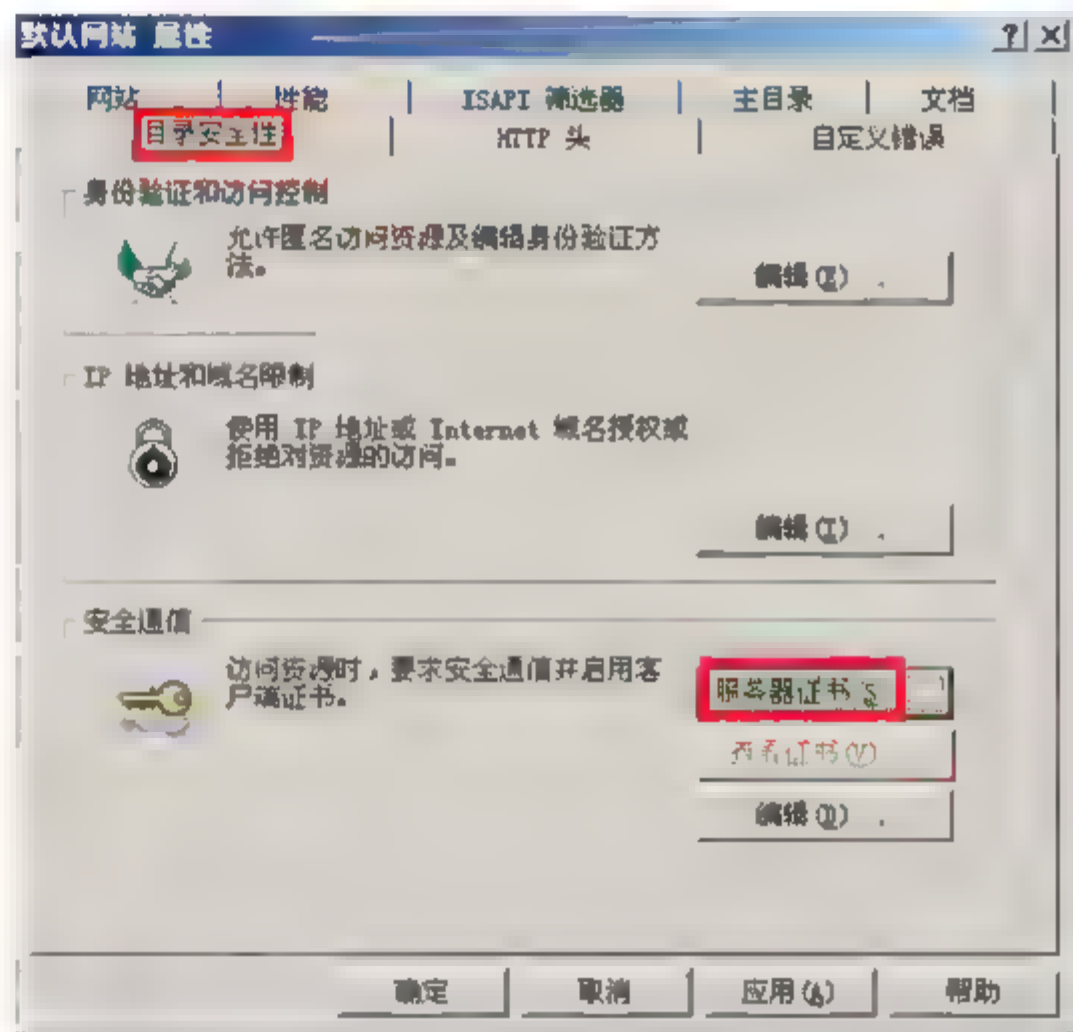 默认网站 属性
网站 性能 ISAPI 筛选器 主目录 文档
目录安全性 HTTP 头 自定义错误
身份验证和访问控制
允许匿名访问资源及编辑身份验证方
法。
编辑(E)...
IP 地址和域名限制
使用 IP 地址或 Internet 域名授权或
拒绝对资源的访问。
编辑(I)...
安全通信
访问资源时，要求安全通信并启用客
户端证书。
服务器证书(S)...
查看证书(V)
编辑(D)...
确定 取消 应用(A) 帮助